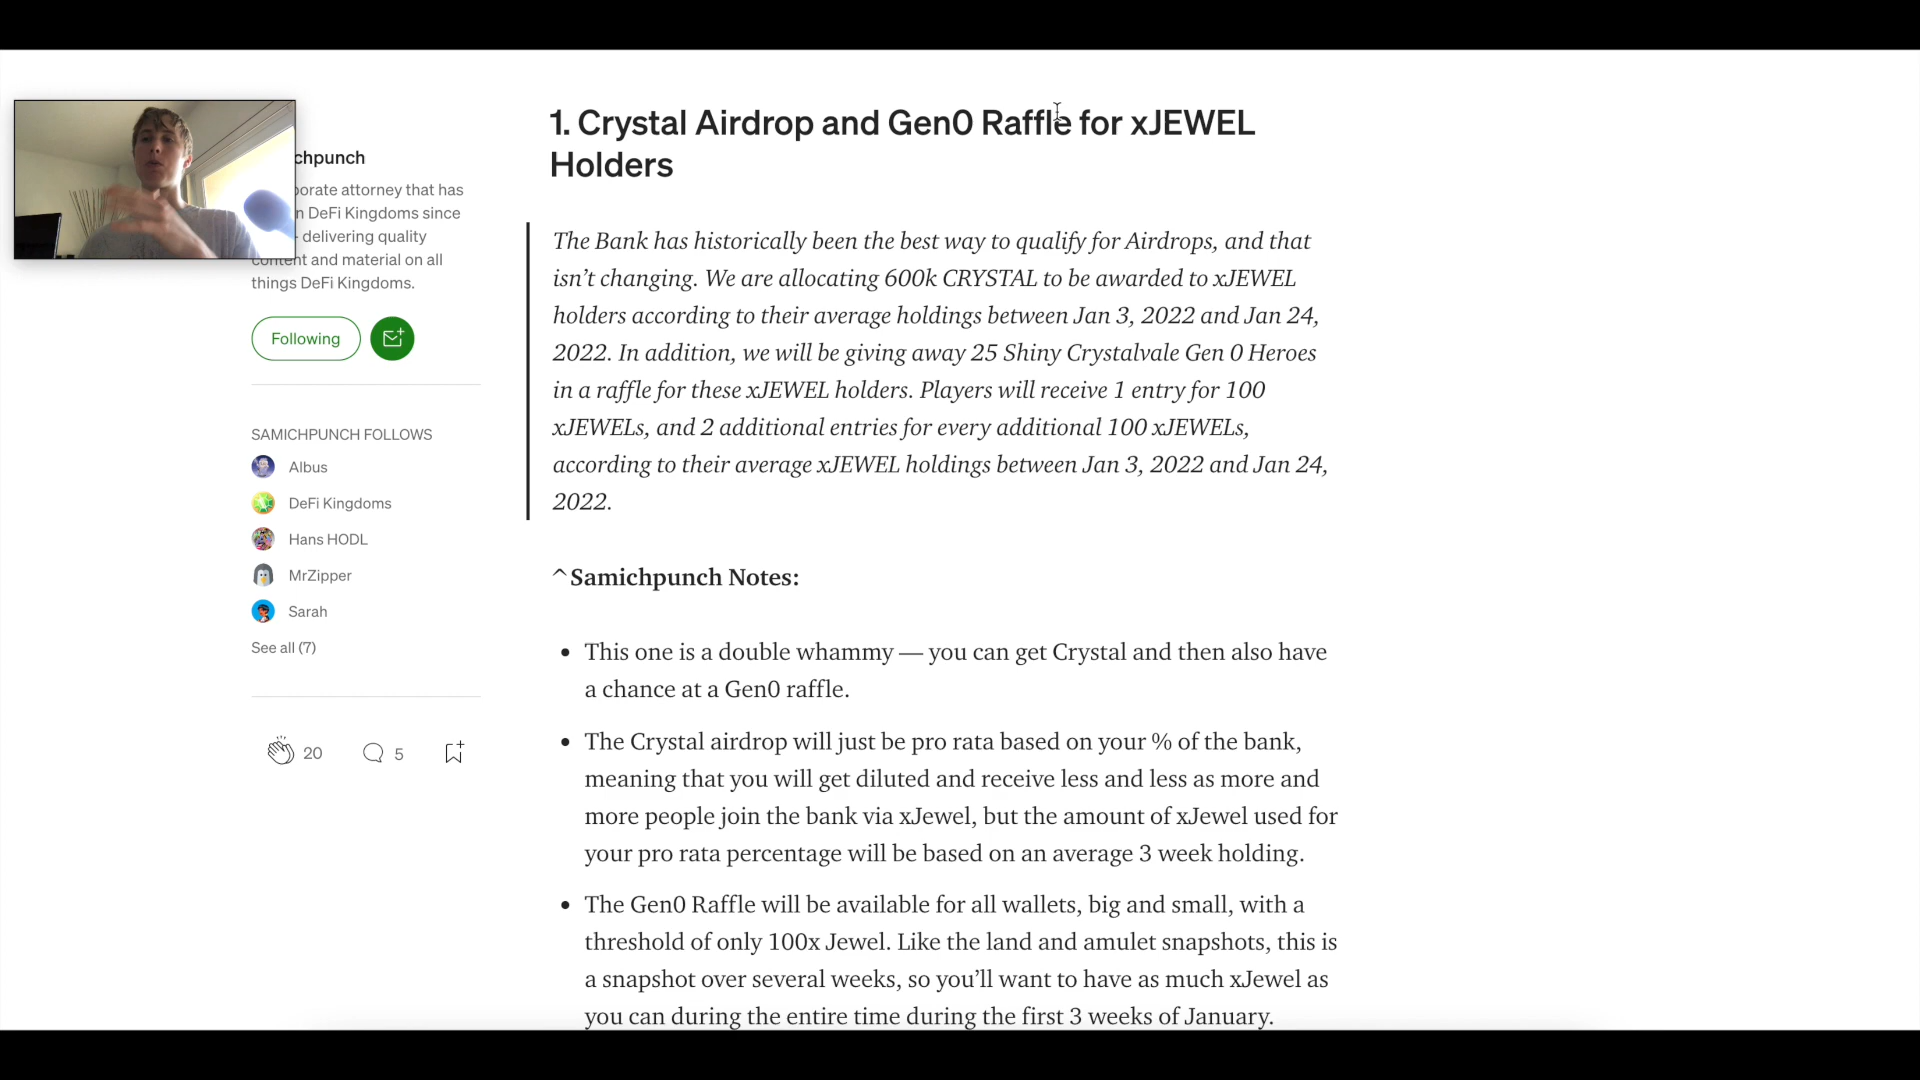 1. Crystal Airdrop and Gen0 Raffle for xJEWEL
Holders
chpunch
porate attorney that has
n DeFi Kingdoms since
- delivering quality
content and material on all
things DeFi Kingdoms.
Following
SAMICHPUNCH FOLLOWS
Albus
DeFi Kingdoms
Hans HODL
MrZipper
Sarah
See all (7)
20
5
The Bank has historically been the best way to qualify for Airdrops, and that
isn’t changing. We are allocating 600k CRYSTAL to be awarded to xJEWEL
holders according to their average holdings between Jan 3, 2022 and Jan 24,
2022. In addition, we will be giving away 25 Shiny Crystalvale Gen 0 Heroes
in a raffle for these xJEWEL holders. Players will receive 1 entry for 100
xJEWELs, and 2 additional entries for every additional 100 xJEWELs,
according to their average xJEWEL holdings between Jan 3, 2022 and Jan 24,
2022.
^Samichpunch Notes:
• This one is a double whammy — you can get Crystal and then also have
a chance at a Gen0 raffle.
• The Crystal airdrop will just be pro rata based on your % of the bank,
meaning that you will get diluted and receive less and less as more and
more people join the bank via xJewel, but the amount of xJewel used for
your pro rata percentage will be based on an average 3 week holding.
• The Gen0 Raffle will be available for all wallets, big and small, with a
threshold of only 100x Jewel. Like the land and amulet snapshots, this is
a snapshot over several weeks, so you’ll want to have as much xJewel as
you can during the entire time during the first 3 weeks of January.